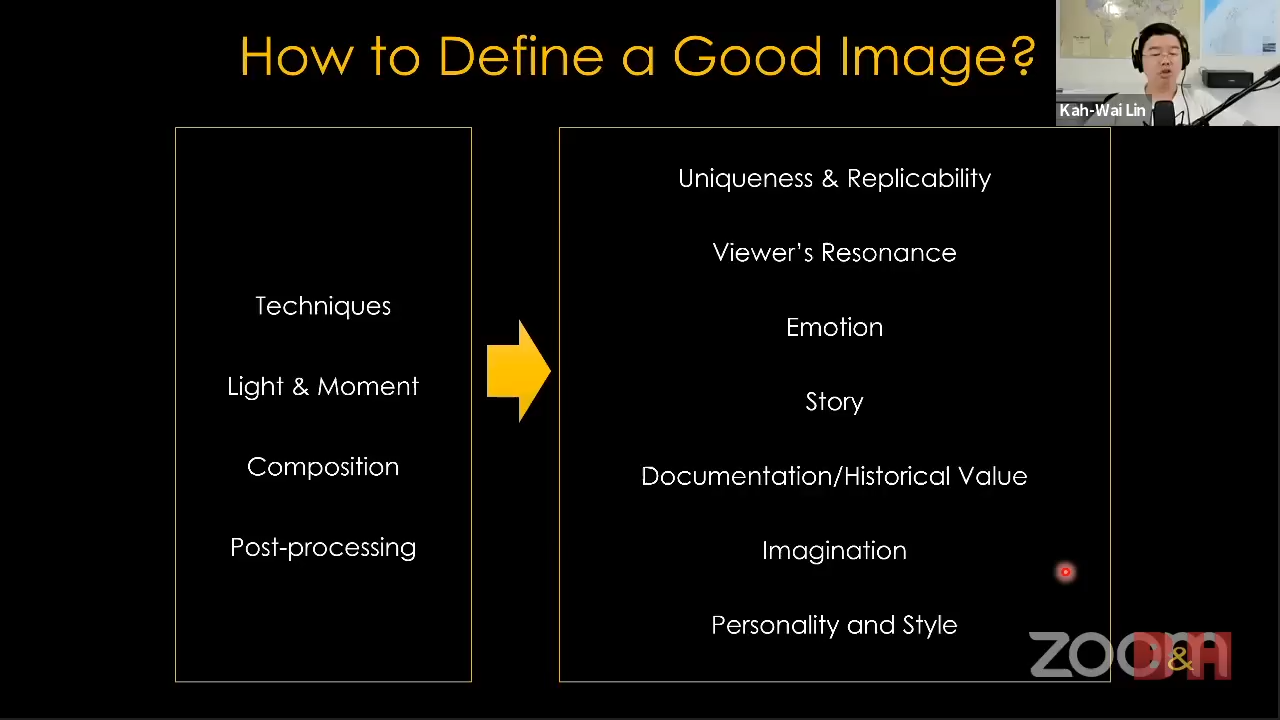 How to Define a Good Image?
Kah-Wai Lin
Techniques
Light & Moment
Composition
Post-processing
Uniqueness & Replicability
Viewer’s Resonance
Emotion
Story
Documentation/Historical Value
Imagination
Personality and Style
zoom
&